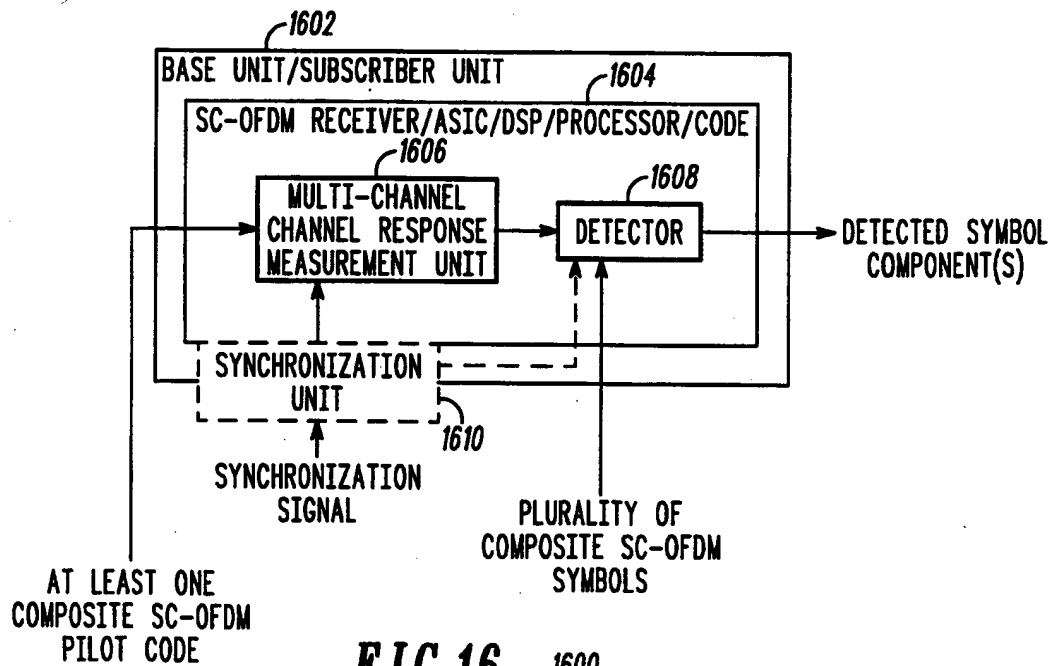 1602
BASE UNIT/SUBSCRIBER UNIT
1604
SC-OFDM RECEIVER/ASIC/DSP/PROCESSOR/CODE
1606
MULTI-CHANNEL
CHANNEL RESPONSE
MEASUREMENT UNIT
1608
DETECTOR
DETECTED SYMBOL
COMPONENT(S)
SYNCHRONIZATION
UNIT
1610
SYNCHRONIZATION
SIGNAL
PLURALITY OF
COMPOSITE SC-OFDM
SYMBOLS
AT LEAST ONE
COMPOSITE SC-OFDM
PILOT CODE
FIG.16
1600